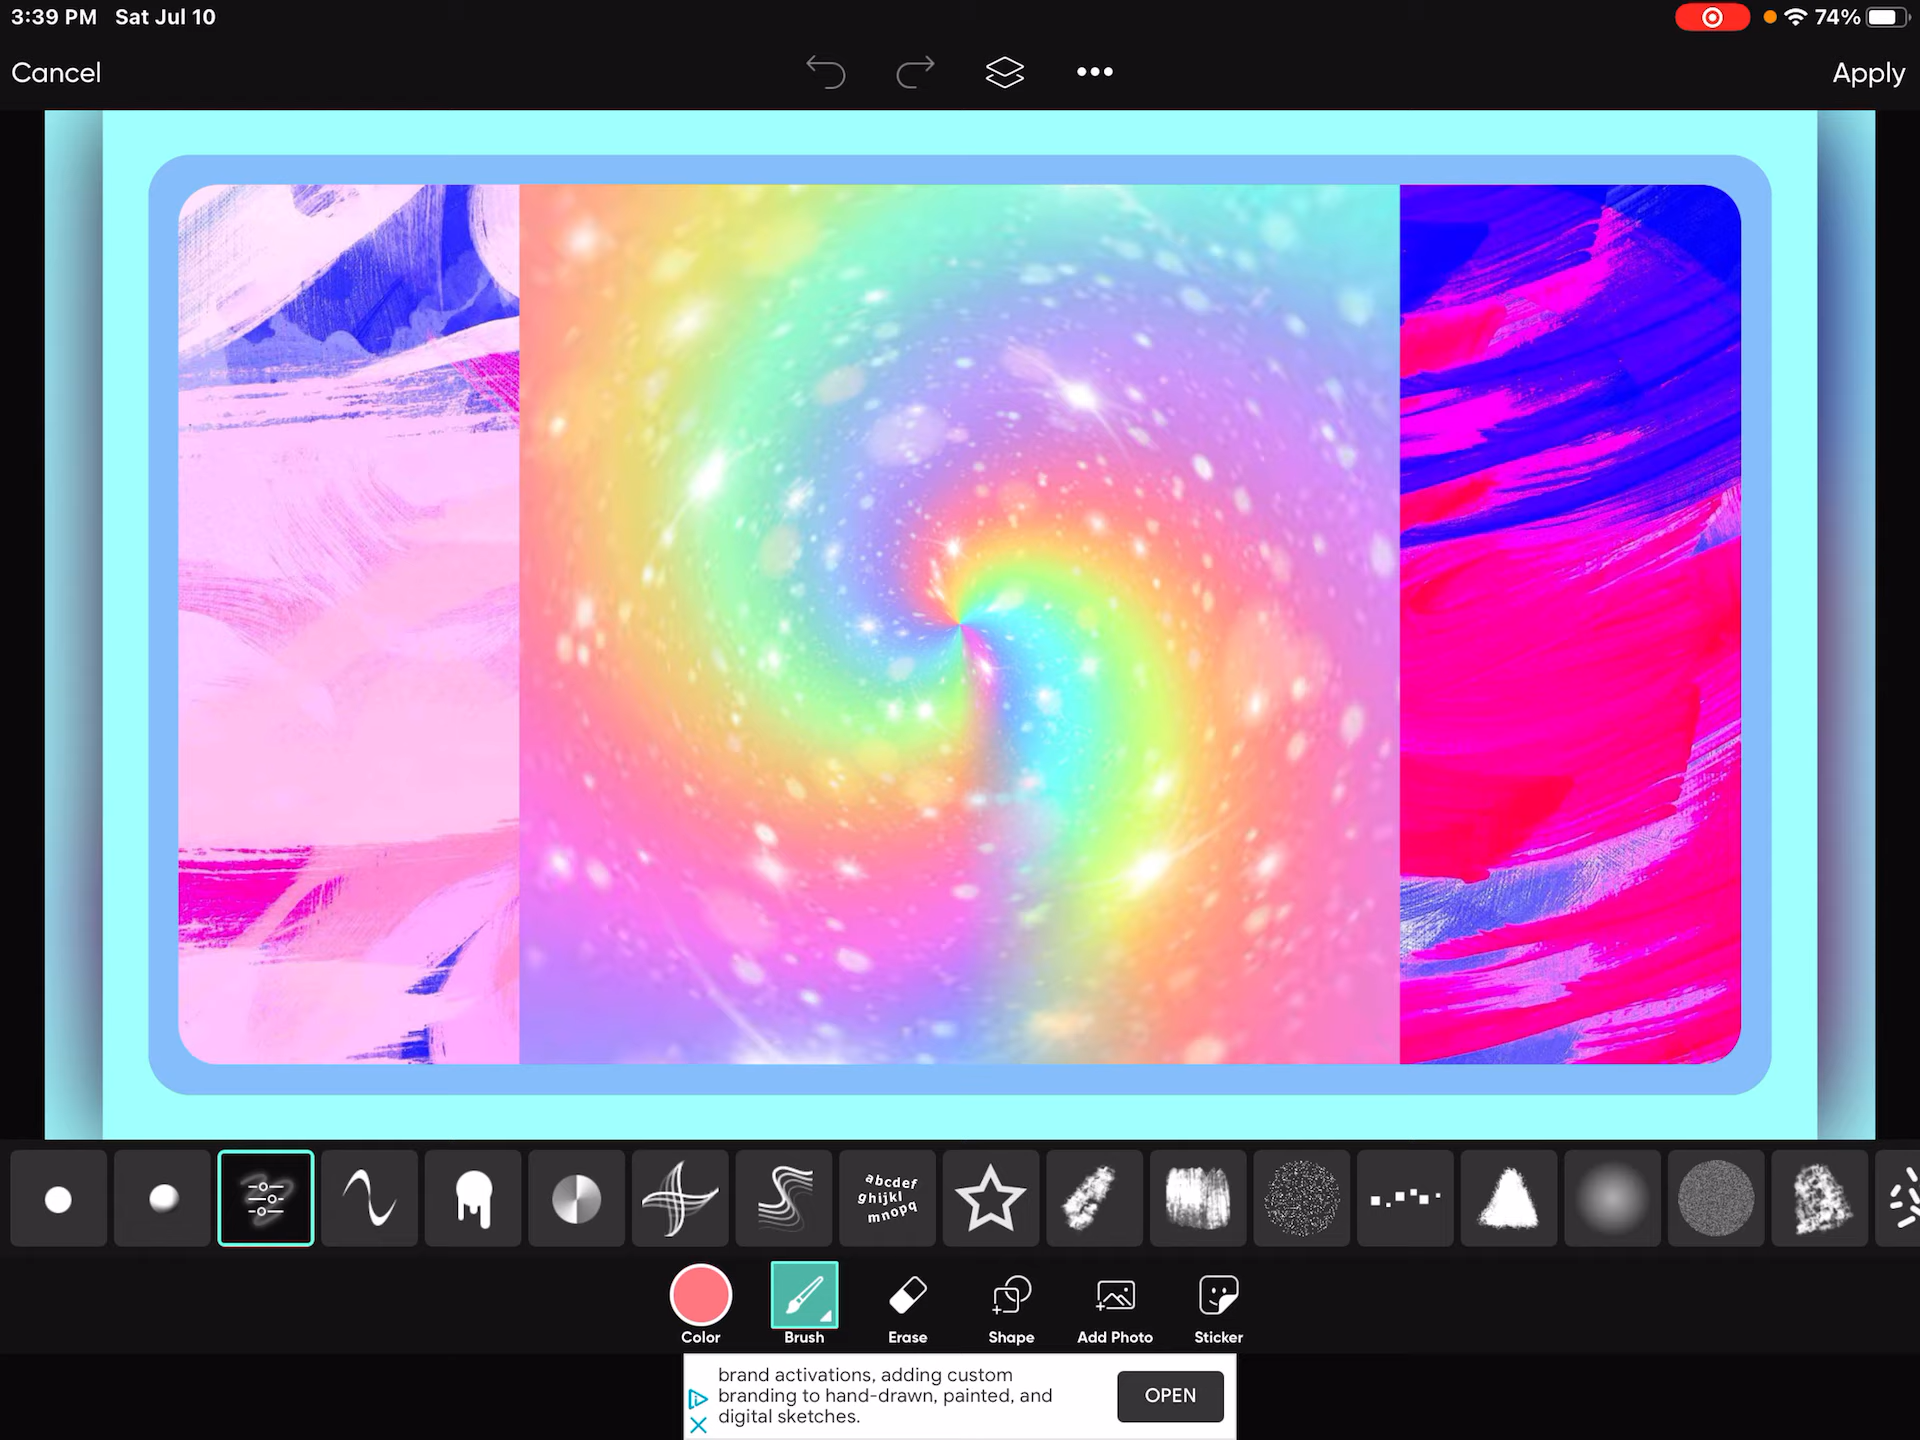 3:39 PM Sat Jul 10
74%
Cancel
Apply
abcdef
ghijkl
mnopq
Color
Brush
Erase
Shape
Add Photo
Sticker
brand activations, adding custom
branding to hand-drawn, painted, and
digital sketches.
OPEN